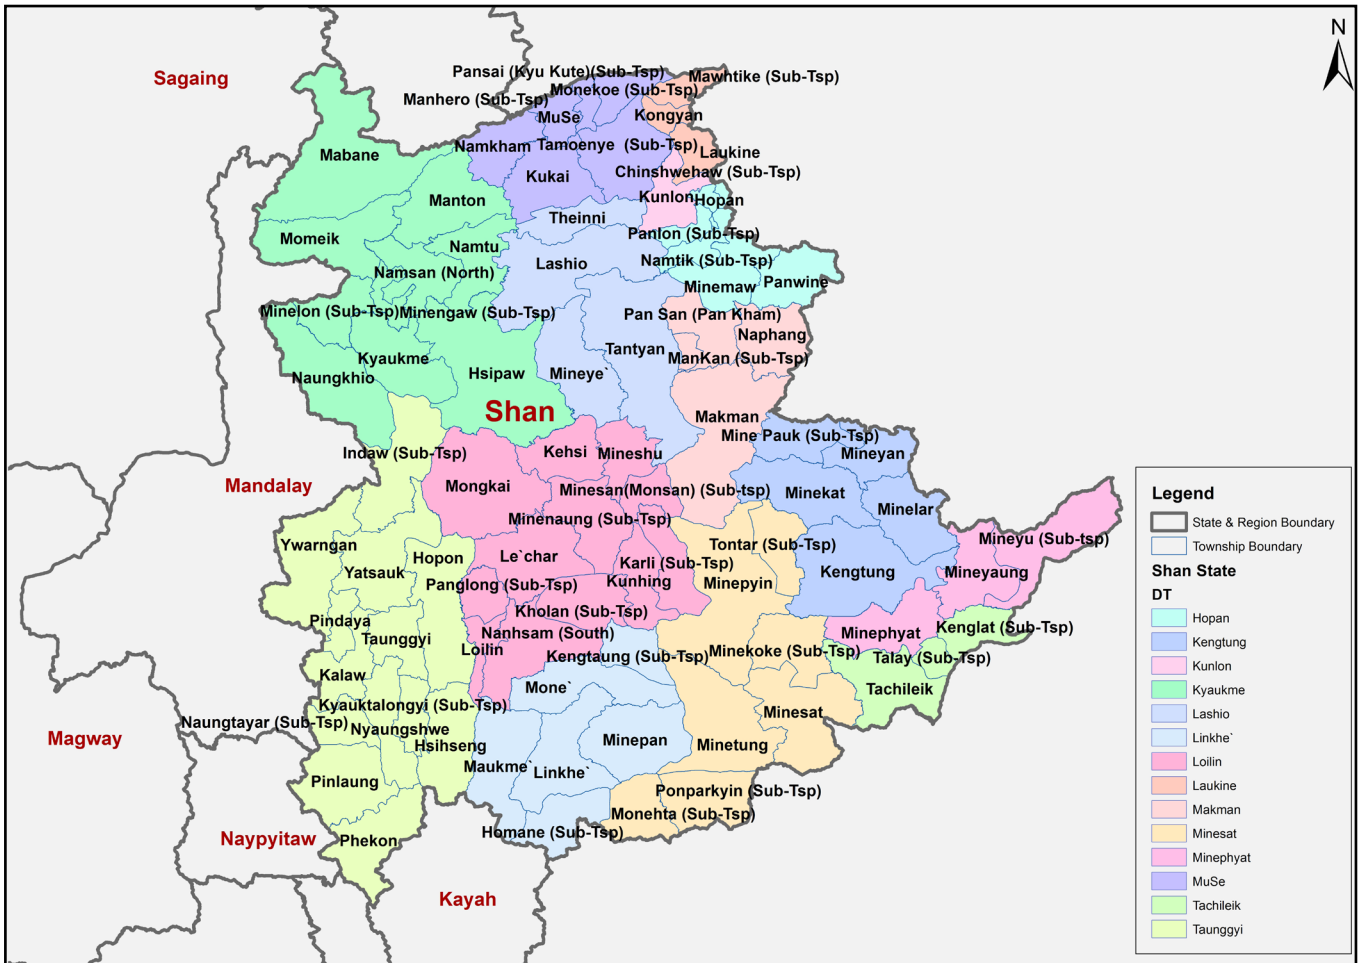 N
Sagaing
Pansai (Kyu Kute)(Sub-Tsp)
Mawhtike (Sub-Tsp)
Monekoe (Sub-Tsp)
Manhero (Sub-Tsp)
MuSe
Kongyan
Mabane
Namkham
Tamoenye (Sub-Tsp)
Laukine
Kukai
Chinshwehaw (Sub-Tsp)
Manton
Kunlon
Hopan
Theinni
Momeik
Namtu
Panlon (Sub-Tsp)
Lashio
Namtik (Sub-Tsp)
Namsan (North)
Minemaw
Panwine
Minelon (Sub-Tsp)
Minengaw (Sub-Tsp)
Pan San (Pan Kham)
Naphang
Kyaukme
Tantyan
ManKan (Sub-Tsp)
Naungkhio
Hsipaw
Mineye`
Shan
Makman
Mine Pauk (Sub-Tsp)
Indaw (Sub-Tsp)
Kehsi
Mineshu
Mineyan
Mandalay
Mongkai
Minesan(Monsan) (Sub-tsp)
Minekat
Minelar
Minenaung (Sub-Tsp)
Ywarngan
Hopon
Le`char
Tontar (Sub-Tsp)
Mineyu (Sub-tsp)
Yatsauk
Karli (Sub-Tsp)
Kengtung
Mineyaung
Panglong (Sub-Tsp)
Kunhing
Minepyin
Kholan (Sub-Tsp)
Pindaya
Taunggyi
Nanhsam (South)
Minephyat
Kenglat (Sub-Tsp)
Loilin
Kengtaung (Sub-Tsp)
Minekoke (Sub-Tsp)
Talay (Sub-Tsp)
Kalaw
Mone`
Tachileik
Kyauktalongyi (Sub-Tsp)
Minesat
Naungtayar (Sub-Tsp)
Nyaungshwe
Magway
Hsihseng
Minepan
Minetung
Maukme`
Linkhe`
Pinlaung
Ponparkyin (Sub-Tsp)
Monehta (Sub-Tsp)
Naypyitaw
Phekon
Homane (Sub-Tsp)
Kayah
Legend
State & Region Boundary
Township Boundary
Shan State
DT
Hopan
Kengtung
Kunlon
Kyaukme
Lashio
Linkhe`
Loilin
Laukine
Makman
Minesat
Minephyat
MuSe
Tachileik
Taunggyi